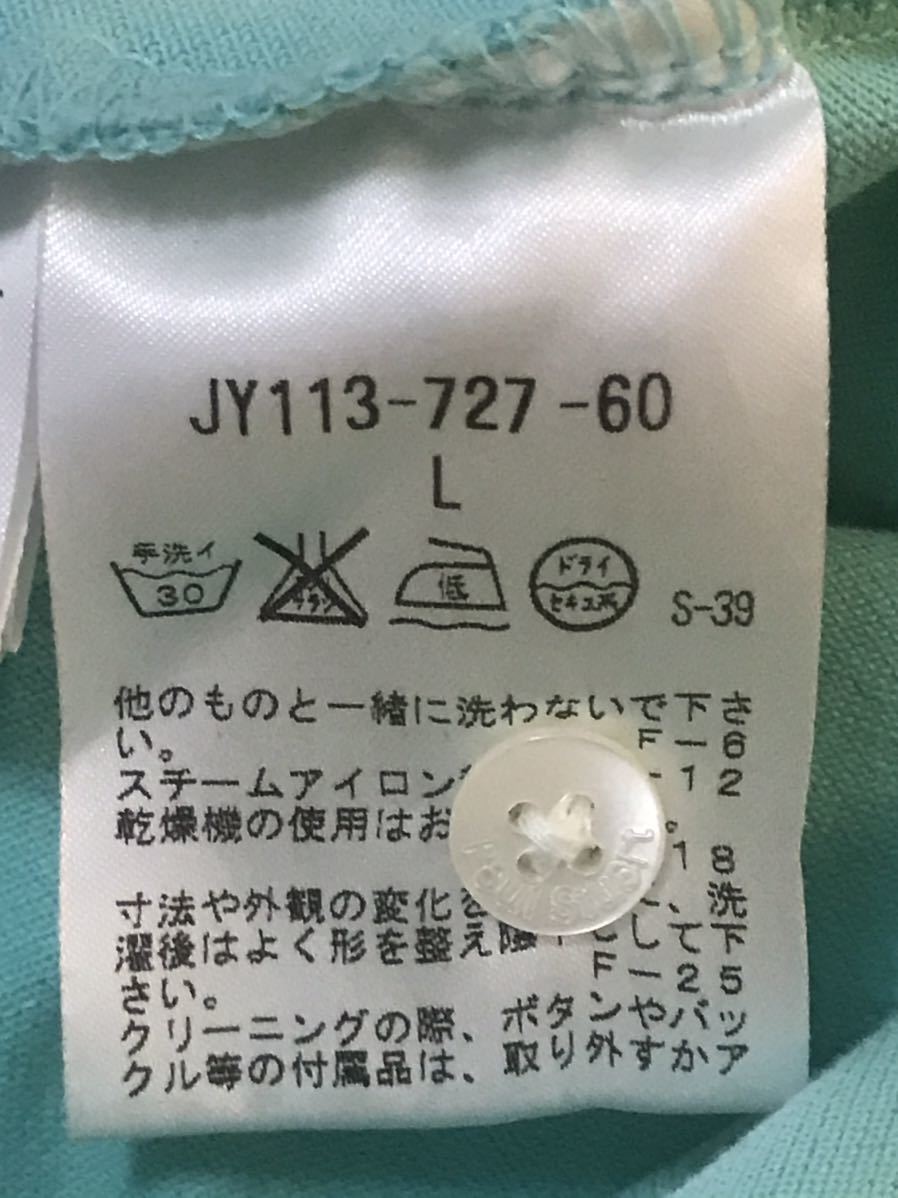 JY113-727-60
L
手洗イ
30
低
ドライ
セキユ系
S-39
他のものと一緒に洗わないで下さ
い。 F-6
スチームアイロン -12
乾燥機の使用はお 。
18
寸法や外観の変化を 、洗
濯後はよく形を整え陰干しして下
さい。 F-25
クリーニングの際、ボタンやバッ
クル等の付属品は、取り外すかア